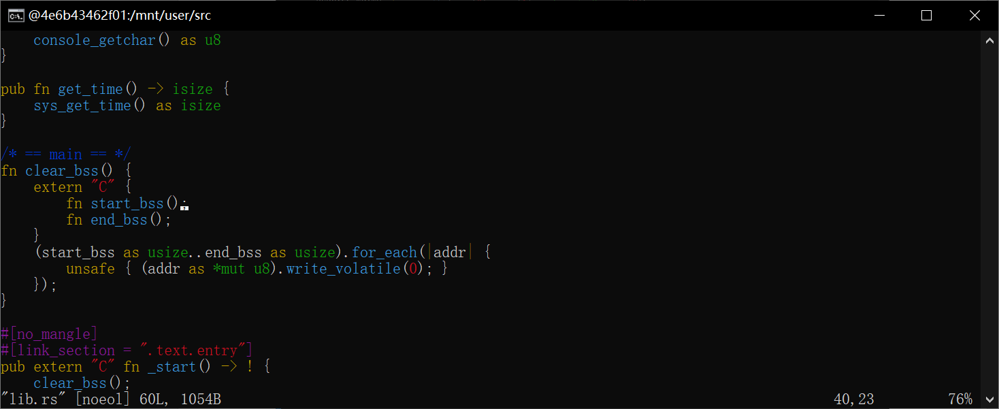 @4e6b43462f01:/mnt/user/src
    console_getchar() as u8
}
pub fn get_time() -> isize {
    sys_get_time() as isize
}
/* == main == */
fn clear_bss() {
    extern "C" {
        fn start_bss();
        fn end_bss();
    }
    (start_bss as usize..end_bss as usize).for_each(|addr| {
        unsafe { (addr as *mut u8).write_volatile(0); }
    });
}
#[no_mangle]
#[link_section = ".text.entry"]
pub extern "C" fn _start() -> ! {
    clear_bss();
"lib.rs" [noeol] 60L, 1054B 40,23 76%